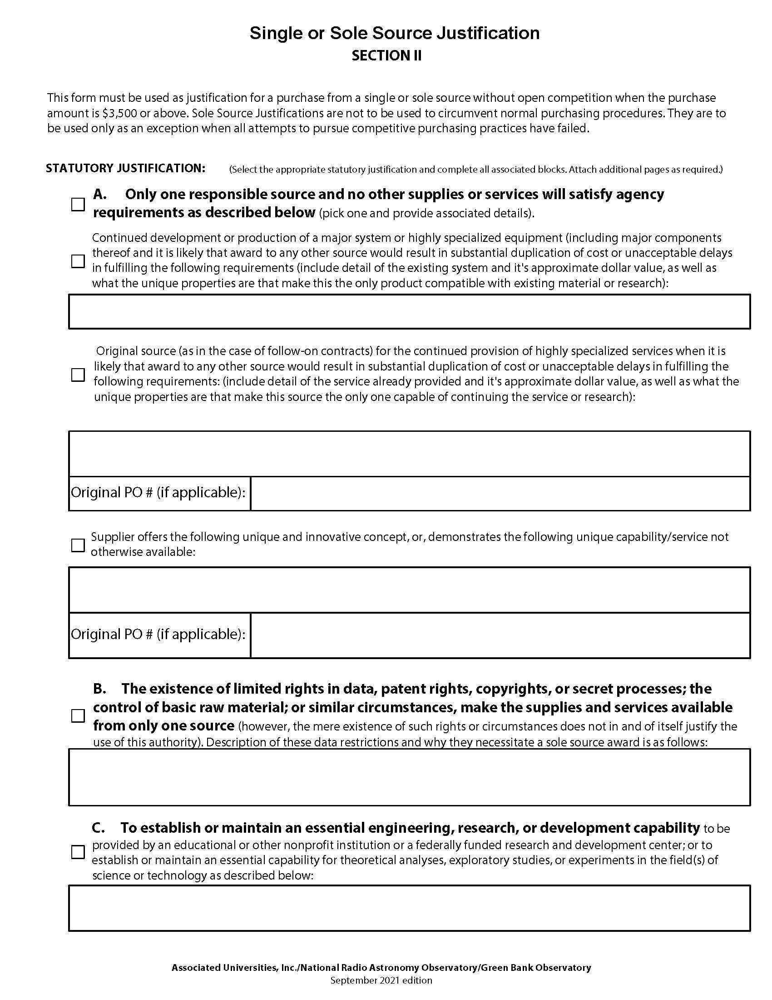 Single or Sole Source Justification
SECTION II
This form must be used as justification for a purchase from a single or sole source without open competition when the purchase
amount is $3,500 or above. Sole Source Justifications are not to be used to circumvent normal purchasing procedures. They are to
be used only as an exception when all attempts to pursue competitive purchasing practices have failed.
STATUTORY JUSTIFICATION: (Select the appropriate statutory justification and complete all associated blocks. Attach additional pages as required.)
A. Only one responsible source and no other supplies or services will satisfy agency
requirements as described below (pick one and provide associated details).
Continued development or production of a major system or highly specialized equipment (including major components
thereof and it is likely that award to any other source would result in substantial duplication of cost or unacceptable delays
in fulfilling the following requirements (include detail of the existing system and it's approximate dollar value, as well as
what the unique properties are that make this the only product compatible with existing material or research):
Original source (as in the case of follow-on contracts) for the continued provision of highly specialized services when it is
likely that award to any other source would result in substantial duplication of cost or unacceptable delays in fulfilling the
following requirements: (include detail of the service already provided and it's approximate dollar value, as well as what the
unique properties are that make this source the only one capable of continuing the service or research):
Original PO # (if applicable):
Supplier offers the following unique and innovative concept, or, demonstrates the following unique capability/service not
otherwise available:
Original PO # (if applicable):
B. The existence of limited rights in data, patent rights, copyrights, or secret processes; the
control of basic raw material; or similar circumstances, make the supplies and services available
from only one source (however, the mere existence of such rights or circumstances does not in and of itself justify the
use of this authority). Description of these data restrictions and why they necessitate a sole source award is as follows:
C. To establish or maintain an essential engineering, research, or development capability to be
provided by an educational or other nonprofit institution or a federally funded research and development center; or to
establish or maintain an essential capability for theoretical analyses, exploratory studies, or experiments in the field(s) of
science or technology as described below:
Associated Universities, Inc./National Radio Astronomy Observatory/Green Bank Observatory
September 2021 edition